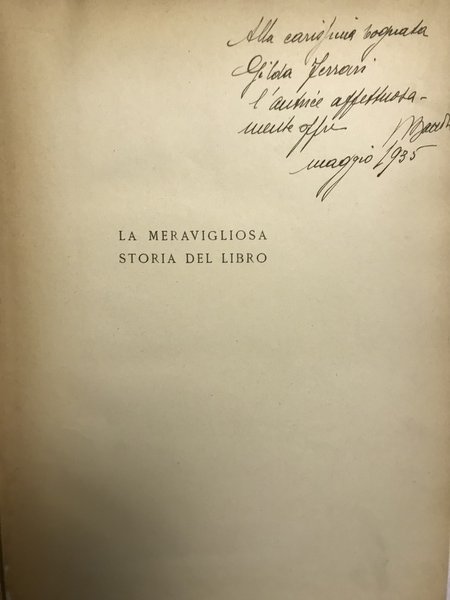 Alla carissima cognata
Gilda Ferrari
l'autrice affettuosa-
mente offre
maggio 1935
LA MERAVIGLIOSA
STORIA DEL LIBRO